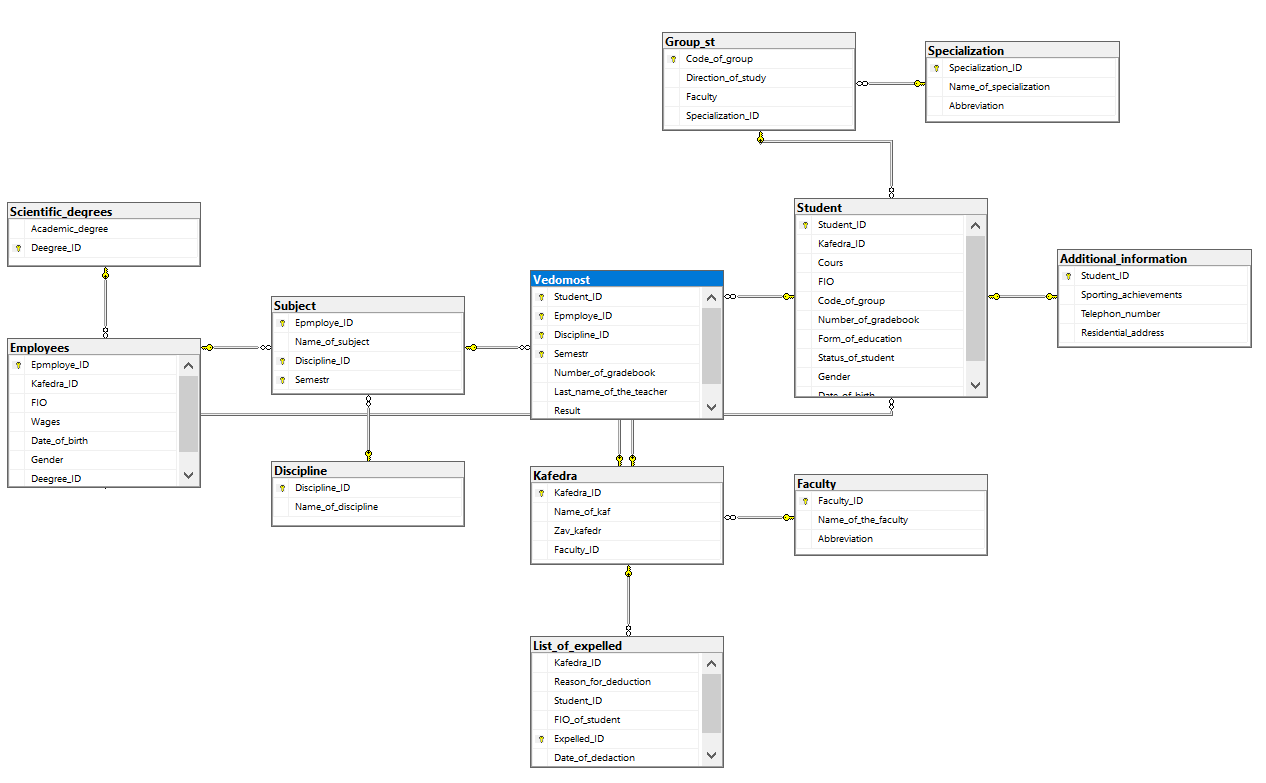 Group_st
Code_of_group
Direction_of_study
Faculty
Specialization_ID
Specialization
Specialization_ID
Name_of_specialization
Abbreviation
Scientific_degrees
Academic_degree
Deegree_ID
Student
Student_ID
Kafedra_ID
Cours
FIO
Code_of_group
Number_of_gradebook
Form_of_education
Status_of_student
Gender
Date_of_birth
Additional_information
Student_ID
Sporting_achievements
Telephon_number
Residential_address
Vedomost
Student_ID
Epmploye_ID
Discipline_ID
Semestr
Number_of_gradebook
Last_name_of_the_teacher
Result
Subject
Epmploye_ID
Name_of_subject
Discipline_ID
Semestr
Employees
Epmploye_ID
Kafedra_ID
FIO
Wages
Date_of_birth
Gender
Deegree_ID
Discipline
Discipline_ID
Name_of_discipline
Kafedra
Kafedra_ID
Name_of_kaf
Zav_kafedr
Faculty_ID
Faculty
Faculty_ID
Name_of_the_faculty
Abbreviation
List_of_expelled
Kafedra_ID
Reason_for_deduction
Student_ID
FIO_of_student
Expelled_ID
Date_of_dedaction